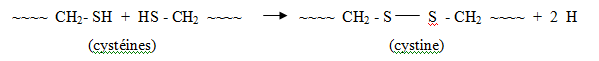 ~~~~ CH₂- SH + HS - CH₂ ~~~~ → ~~~~ CH₂ - S — S - CH₂ ~~~~ + 2 H
(cystéines) (cystine)